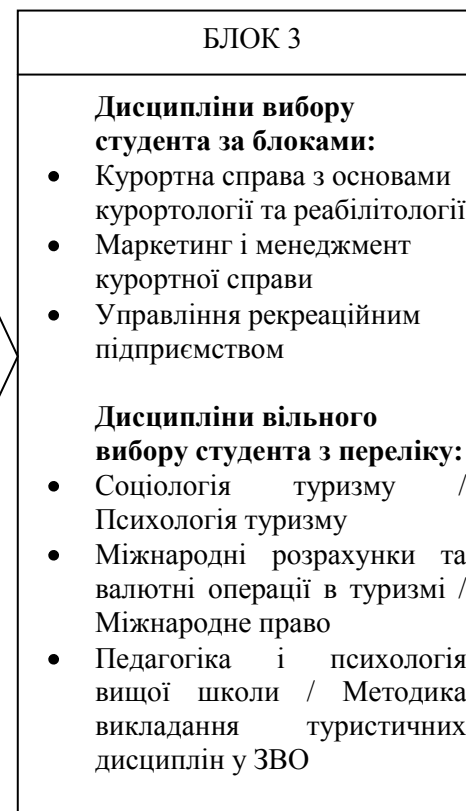 БЛОК 3
Дисципліни вибору
студента за блоками:
• Курортна справа з основами
курортології та реабілітології
• Маркетинг і менеджмент
курортної справи
• Управління рекреаційним
підприємством
Дисципліни вільного
вибору студента з переліку:
• Соціологія туризму /
Психологія туризму
• Міжнародні розрахунки та
валютні операції в туризмі /
Міжнародне право
• Педагогіка і психологія
вищої школи / Методика
викладання туристичних
дисциплін у ЗВО